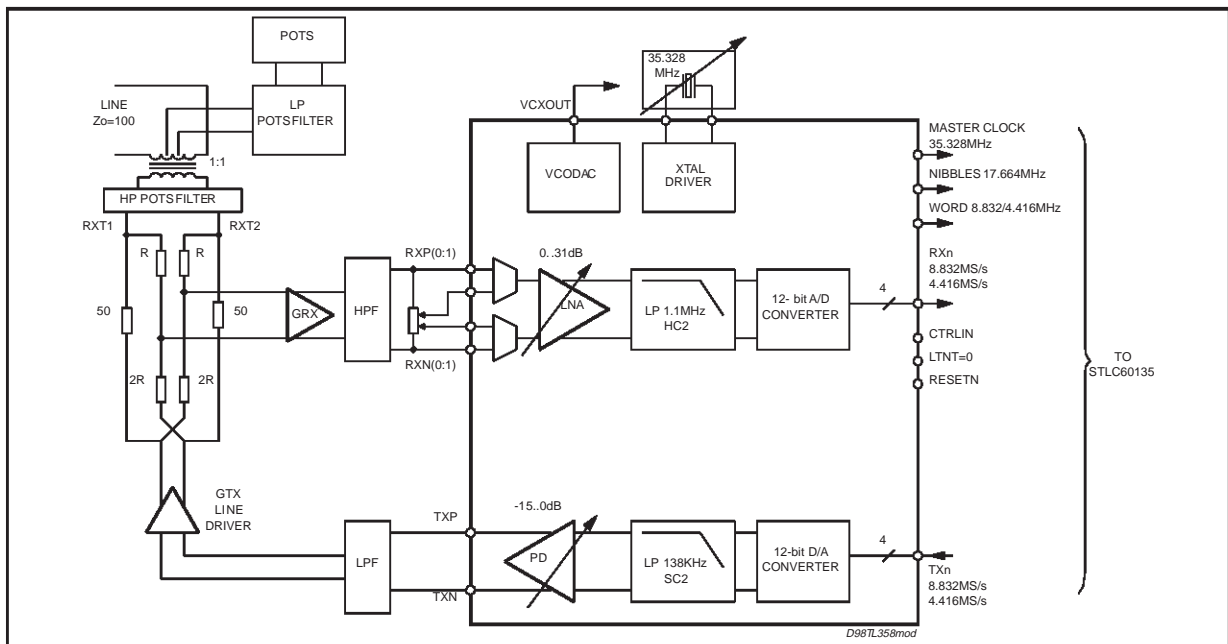 POTS
35.328
MHz
LINE
Zo=100
LP
POTSFILTER
VCXOUT
1:1
MASTER CLOCK
35.328MHz
VCODAC
XTAL
DRIVER
NIBBLES 17.664MHz
HP POTSFILTER
WORD 8.832/4.416MHz
RXT1
RXT2
R
R
RXP(0:1)
0..31dB
RXn
8.832MS/s
4.416MS/s
50
50
GRX
HPF
LNA
LP 1.1MHz
HC2
12- bit A/D
CONVERTER
4
CTRLIN
RXN(0:1)
LTNT=0
TO
STLC60135
2R
2R
RESETN
GTX
LINE
DRIVER
-15..0dB
TXP
LPF
PD
LP 138KHz
SC2
12-bit D/A
CONVERTER
4
TXN
TXn
8.832MS/s
4.416MS/s
D98TL358mod